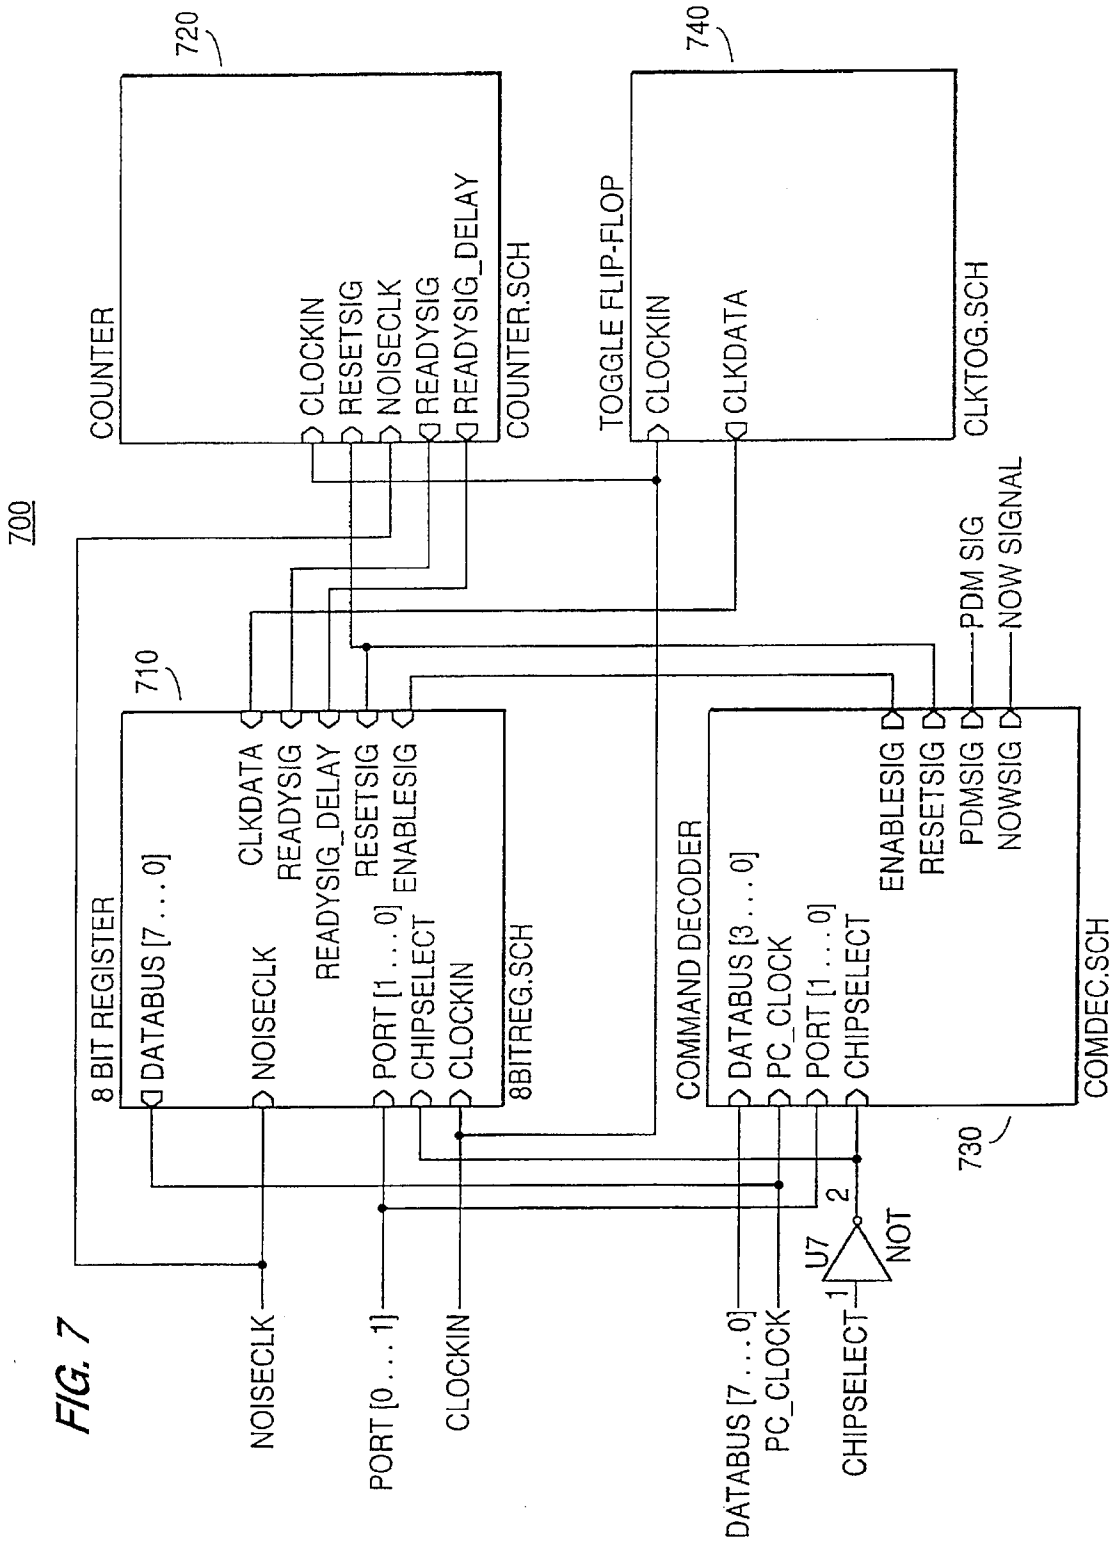 FIG. 7
700
8 BIT REGISTER
710
DATABUS [7 . . . 0]
NOISECLK
PORT [1 . . . 0]
CHIPSELECT
CLOCKIN
CLKDATA
READYSIG
READYSIG_DELAY
RESETSIG
ENABLESIG
8BITREG.SCH
COUNTER
720
CLOCKIN
RESETSIG
NOISECLK
READYSIG
READYSIG_DELAY
COUNTER.SCH
NOISECLK
PORT [0 . . . 1]
CLOCKIN
COMMAND DECODER
DATABUS [3 . . . 0]
PC_CLOCK
PORT [1 . . . 0]
CHIPSELECT
ENABLESIG
RESETSIG
PDMSIG
NOWSIG
COMDEC.SCH
730
PDM SIG
NOW SIGNAL
TOGGLE FLIP-FLOP
740
CLOCKIN
CLKDATA
CLKTOG.SCH
DATABUS [7 . . . 0]
PC_CLOCK
CHIPSELECT
1
U7
2
NOT